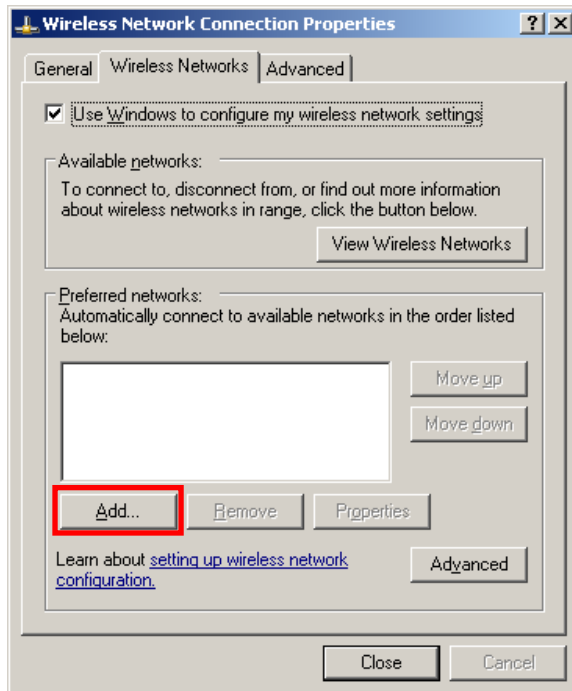 Wireless Network Connection Properties
General Wireless Networks Advanced
Use Windows to configure my wireless network settings
Available networks:
To connect to, disconnect from, or find out more information
about wireless networks in range, click the button below.
View Wireless Networks
Preferred networks:
Automatically connect to available networks in the order listed
below:
Move up
Move down
Add... Remove Properties
Learn about setting up wireless network
configuration.
Advanced
Close Cancel